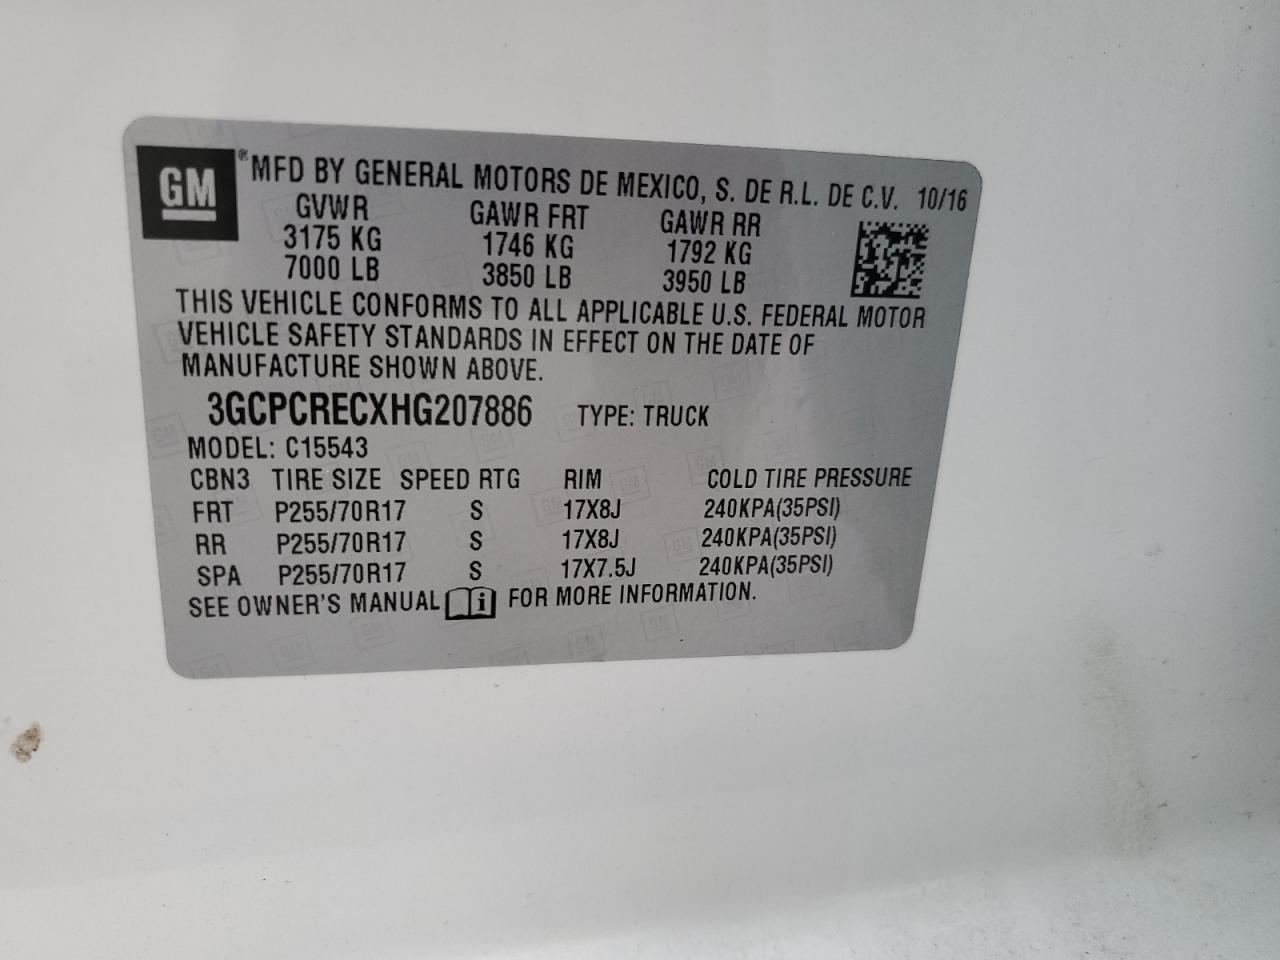 GM ® MFD BY GENERAL MOTORS DE MEXICO, S. DE R.L. DE C.V. 10/16
GVWR GAWR FRT GAWR RR
3175 KG 1746 KG 1792 KG
7000 LB 3850 LB 3950 LB
THIS VEHICLE CONFORMS TO ALL APPLICABLE U.S. FEDERAL MOTOR
VEHICLE SAFETY STANDARDS IN EFFECT ON THE DATE OF
MANUFACTURE SHOWN ABOVE.
3GCPCRECXHG207886 TYPE: TRUCK
MODEL: C15543
CBN3 TIRE SIZE SPEED RTG RIM COLD TIRE PRESSURE
FRT P255/70R17 S 17X8J 240KPA(35PSI)
RR P255/70R17 S 17X8J 240KPA(35PSI)
SPA P255/70R17 S 17X7.5J 240KPA(35PSI)
SEE OWNER'S MANUAL i FOR MORE INFORMATION.